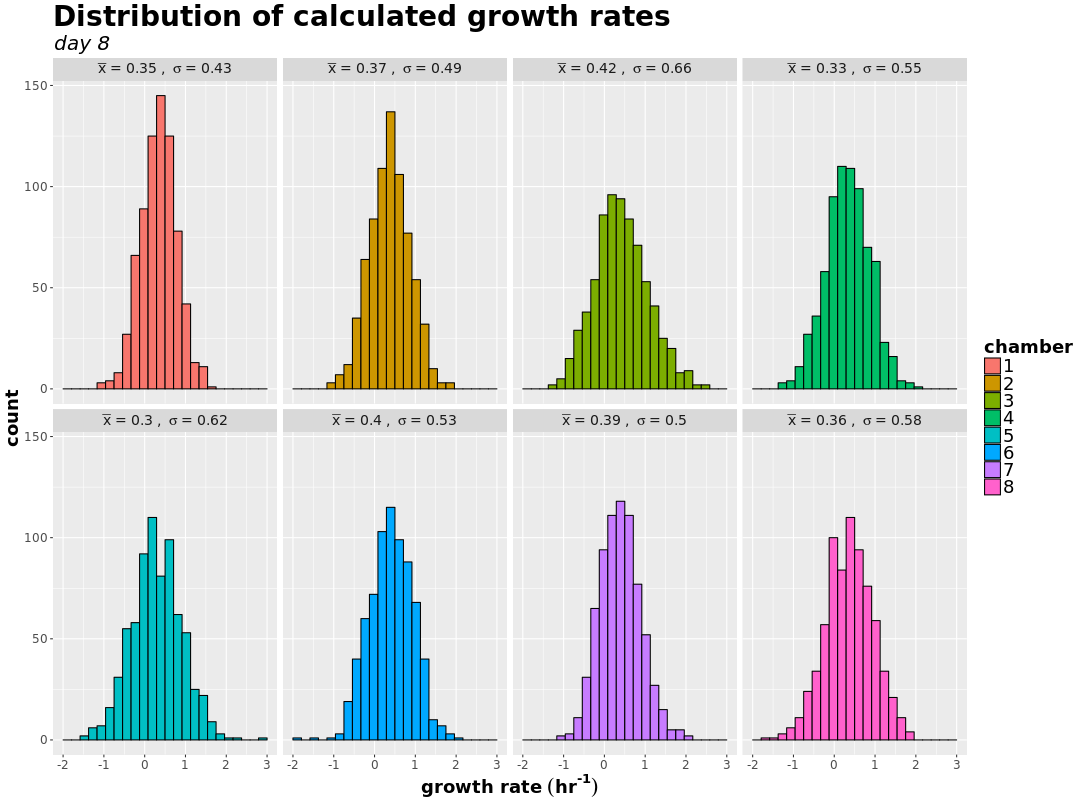 Distribution of calculated growth rates
day 8
x̅ = 0.35 , σ = 0.43
x̅ = 0.37 , σ = 0.49
x̅ = 0.42 , σ = 0.66
x̅ = 0.33 , σ = 0.55
150
100
50
0
x̅ = 0.3 , σ = 0.62
x̅ = 0.4 , σ = 0.53
x̅ = 0.39 , σ = 0.5
x̅ = 0.36 , σ = 0.58
150
100
50
0
-2 -1 0 1 2 3
-2 -1 0 1 2 3
-2 -1 0 1 2 3
-2 -1 0 1 2 3
count
growth rate (hr⁻¹)
chamber
1
2
3
4
5
6
7
8